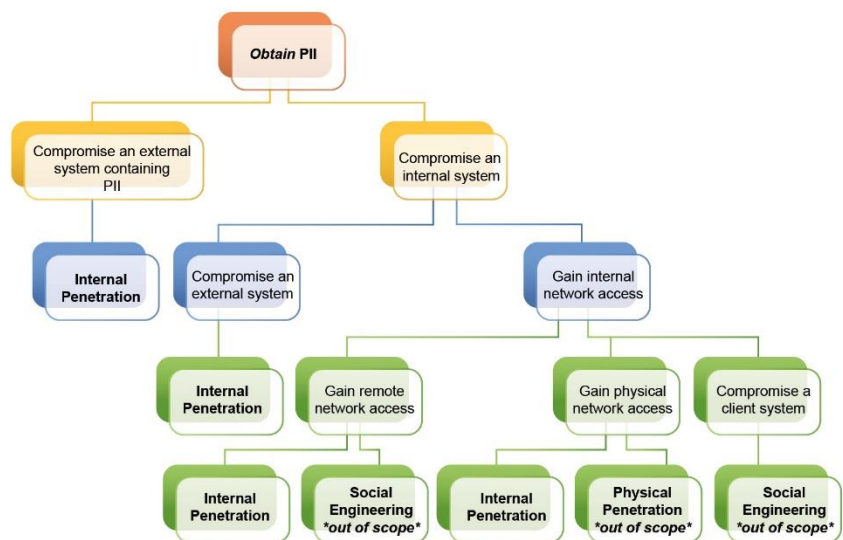 Obtain PII
Compromise an external
system containing
PII
Compromise an
internal system
Internal
Penetration
Compromise an
external system
Gain internal
network access
Internal
Penetration
Gain remote
network access
Gain physical
network access
Compromise a
client system
Internal
Penetration
Social
Engineering
*out of scope*
Internal
Penetration
Physical
Penetration
*out of scope*
Social
Engineering
*out of scope*